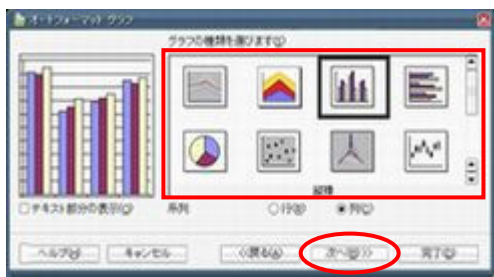 オートフォーマット グラフ
グラフの種類を選びます(Y)
縦棒
テキスト部分の表示(Q)
系列
行(B)
列(C)
ヘルプ(H)
キャンセル
<<戻る(A)
次へ(D)>>
完了(D)